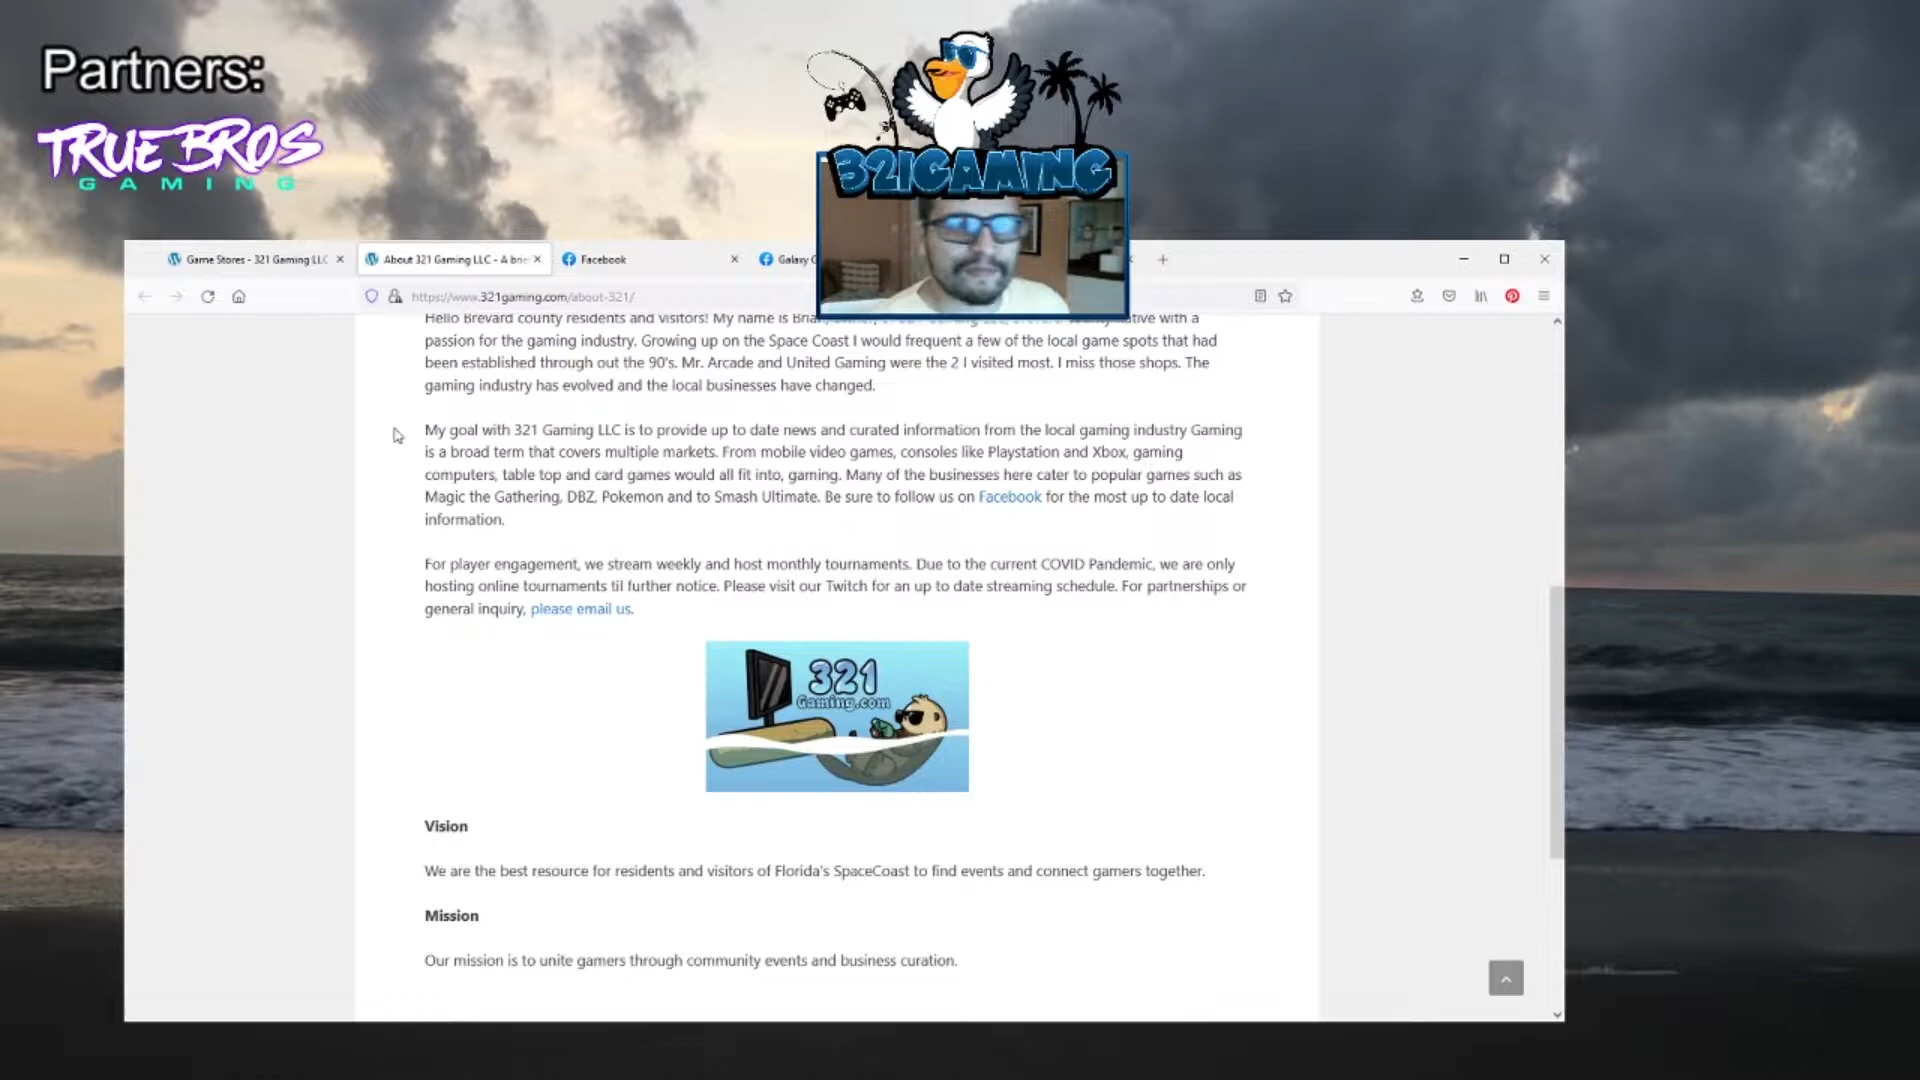 Partners:
TRUE BROS
GAMING
321GAMING
Game Stores - 321 Gaming LLC
About 321 Gaming LLC - A brie
Facebook
Galaxy
https://www.321gaming.com/about-321/
Hello Brevard county residents and visitors! My name is with a
passion for the gaming industry. Growing up on the Space Coast I would frequent a few of the local game spots that had
been established through out the 90's. Mr. Arcade and United Gaming were the 2 I visited most. I miss those shops. The
gaming industry has evolved and the local businesses have changed.
My goal with 321 Gaming LLC is to provide up to date news and curated information from the local gaming industry Gaming
is a broad term that covers multiple markets. From mobile video games, consoles like Playstation and Xbox, gaming
computers, table top and card games would all fit into, gaming. Many of the businesses here cater to popular games such as
Magic the Gathering, DBZ, Pokemon and to Smash Ultimate. Be sure to follow us on Facebook for the most up to date local
information.
For player engagement, we stream weekly and host monthly tournaments. Due to the current COVID Pandemic, we are only
hosting online tournaments til further notice. Please visit our Twitch for an up to date streaming schedule. For partnerships or
general inquiry, please email us.
321
Gaming.com
Vision
We are the best resource for residents and visitors of Florida's SpaceCoast to find events and connect gamers together.
Mission
Our mission is to unite gamers through community events and business curation.